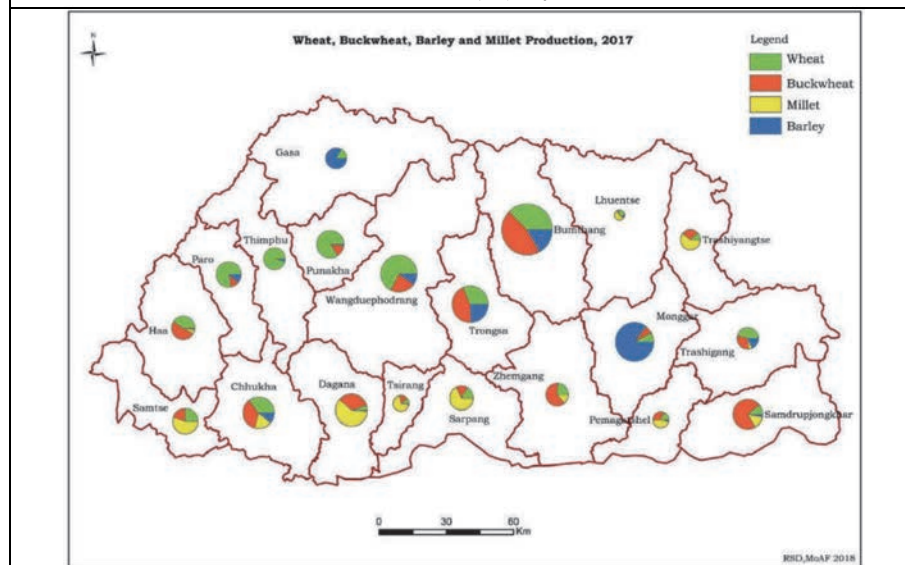 Wheat, Buckwheat, Barley and Millet Production, 2017
N
Legend
Wheat
Buckwheat
Millet
Barley
Gasa
Lhuentse
Bumthang
Trashiyangtse
Thimphu
Punakha
Paro
Wangduephodrang
Trongsa
Monggar
Haa
Trashigang
Zhemgang
Chhukha
Dagana
Tsirang
Sarpang
Samtse
Pemagatshel
Samdrupjongkhar
0 30 60
Km
RSD,MoAF 2018